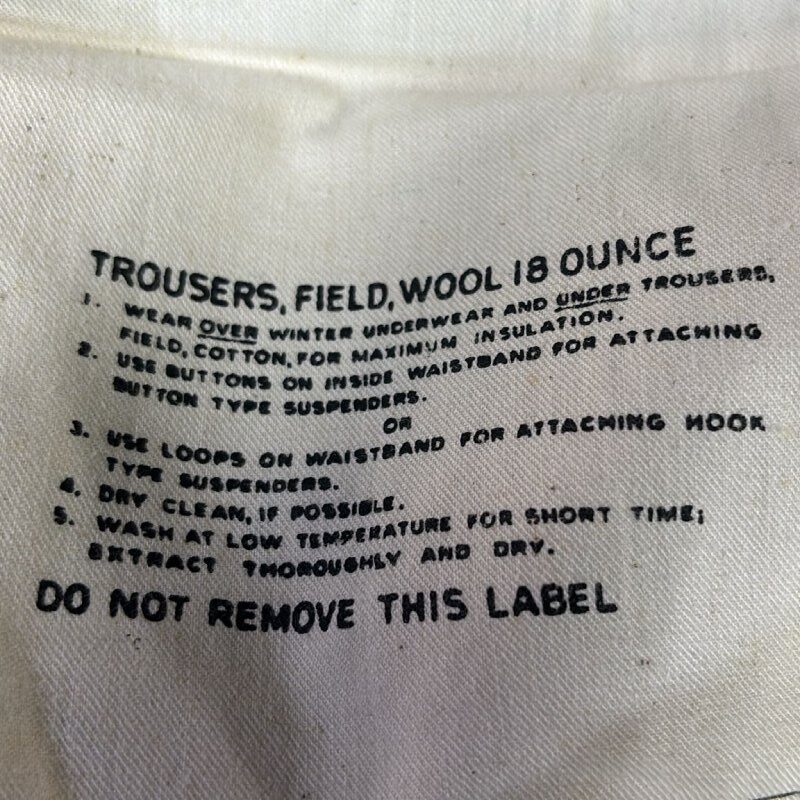 TROUSERS, FIELD, WOOL 18 OUNCE
1. WEAR OVER WINTER UNDERWEAR AND UNDER TROUSERS,
FIELD, COTTON, FOR MAXIMUM INSULATION.
2. USE BUTTONS ON INSIDE WAISTBAND FOR ATTACHING
BUTTON TYPE SUSPENDERS.
OR
3. USE LOOPS ON WAISTBAND FOR ATTACHING HOOK
TYPE SUSPENDERS.
4. DRY CLEAN, IF POSSIBLE.
5. WASH AT LOW TEMPERATURE FOR SHORT TIME;
EXTRACT THOROUGHLY AND DRY.
DO NOT REMOVE THIS LABEL